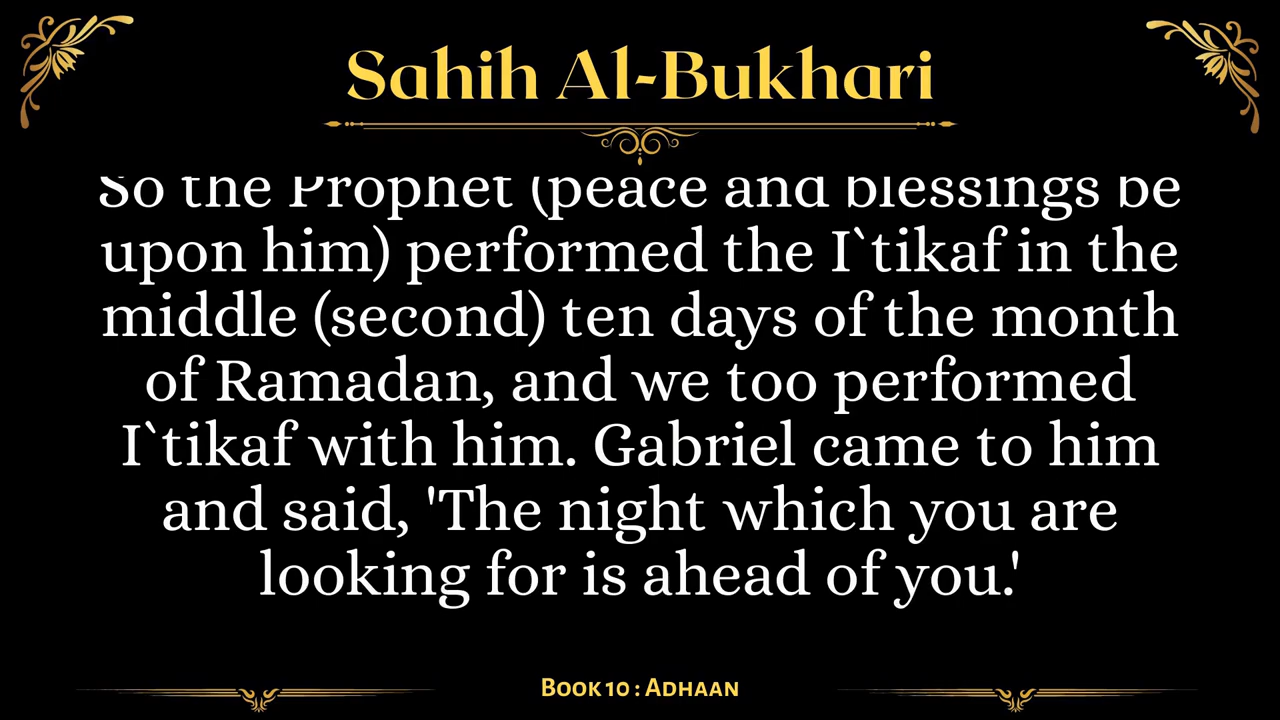 Sahih Al-Bukhari
So the Prophet (peace and blessings be
upon him) performed the I`tikaf in the
middle (second) ten days of the month
of Ramadan, and we too performed
I`tikaf with him. Gabriel came to him
and said, 'The night which you are
looking for is ahead of you.'
Book 10 : Adhaan